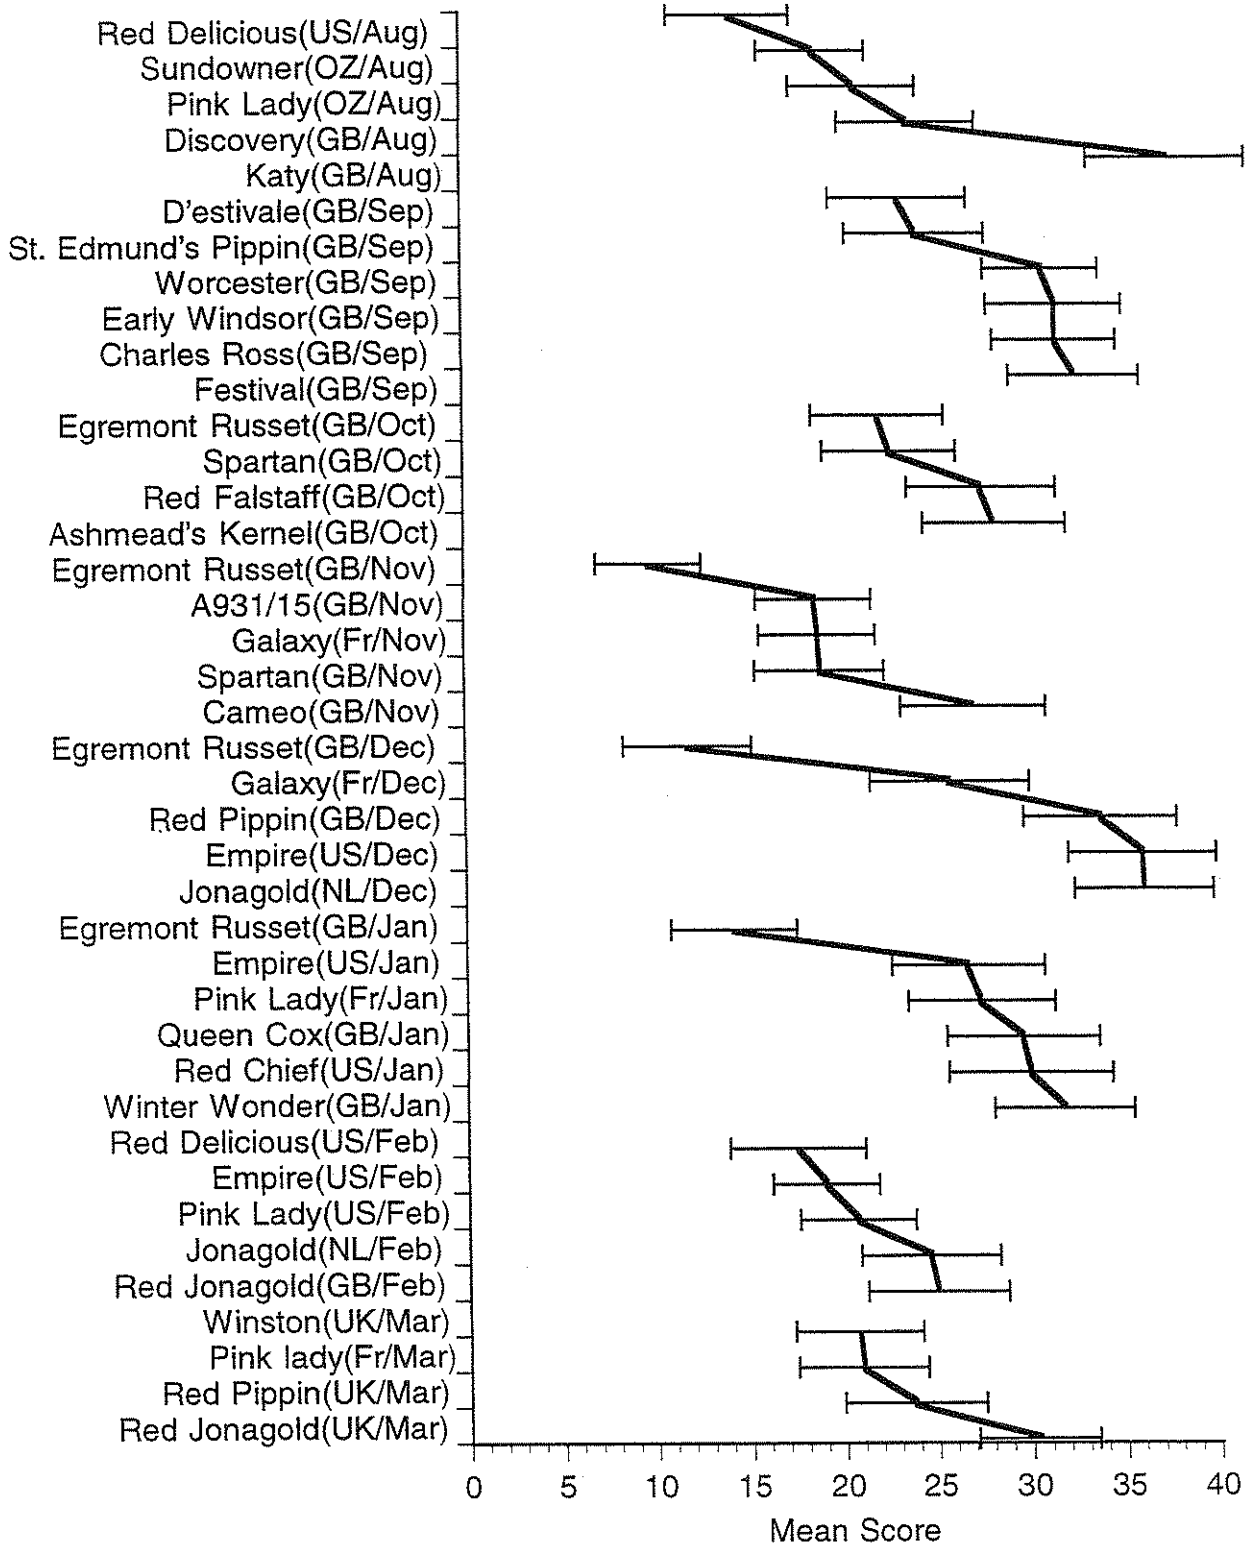 Red Delicious(US/Aug)
Sundowner(OZ/Aug)
Pink Lady(OZ/Aug)
Discovery(GB/Aug)
Katy(GB/Aug)
D'estivale(GB/Sep)
St. Edmund's Pippin(GB/Sep)
Worcester(GB/Sep)
Early Windsor(GB/Sep)
Charles Ross(GB/Sep)
Festival(GB/Sep)
Egremont Russet(GB/Oct)
Spartan(GB/Oct)
Red Falstaff(GB/Oct)
Ashmead's Kernel(GB/Oct)
Egremont Russet(GB/Nov)
A931/15(GB/Nov)
Galaxy(Fr/Nov)
Spartan(GB/Nov)
Cameo(GB/Nov)
Egremont Russet(GB/Dec)
Galaxy(Fr/Dec)
Red Pippin(GB/Dec)
Empire(US/Dec)
Jonagold(NL/Dec)
Egremont Russet(GB/Jan)
Empire(US/Jan)
Pink Lady(Fr/Jan)
Queen Cox(GB/Jan)
Red Chief(US/Jan)
Winter Wonder(GB/Jan)
Red Delicious(US/Feb)
Empire(US/Feb)
Pink Lady(US/Feb)
Jonagold(NL/Feb)
Red Jonagold(GB/Feb)
Winston(UK/Mar)
Pink lady(Fr/Mar)
Red Pippin(UK/Mar)
Red Jonagold(UK/Mar)
0 5 10 15 20 25 30 35 40
Mean Score